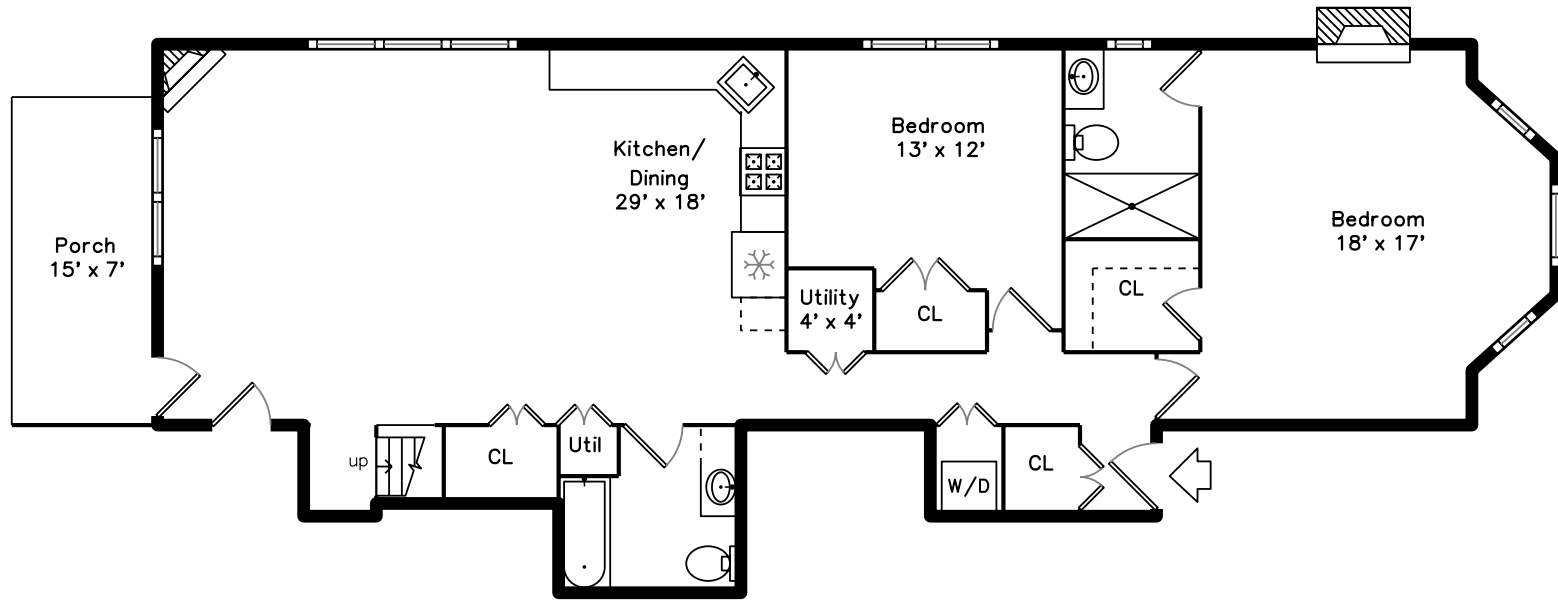 Kitchen/
Dining
29' x 18'
Bedroom
13' x 12'
Bedroom
18' x 17'
Porch
15' x 7'
CL
Utility
4' x 4'
CL
up
CL
Util
W/D
CL